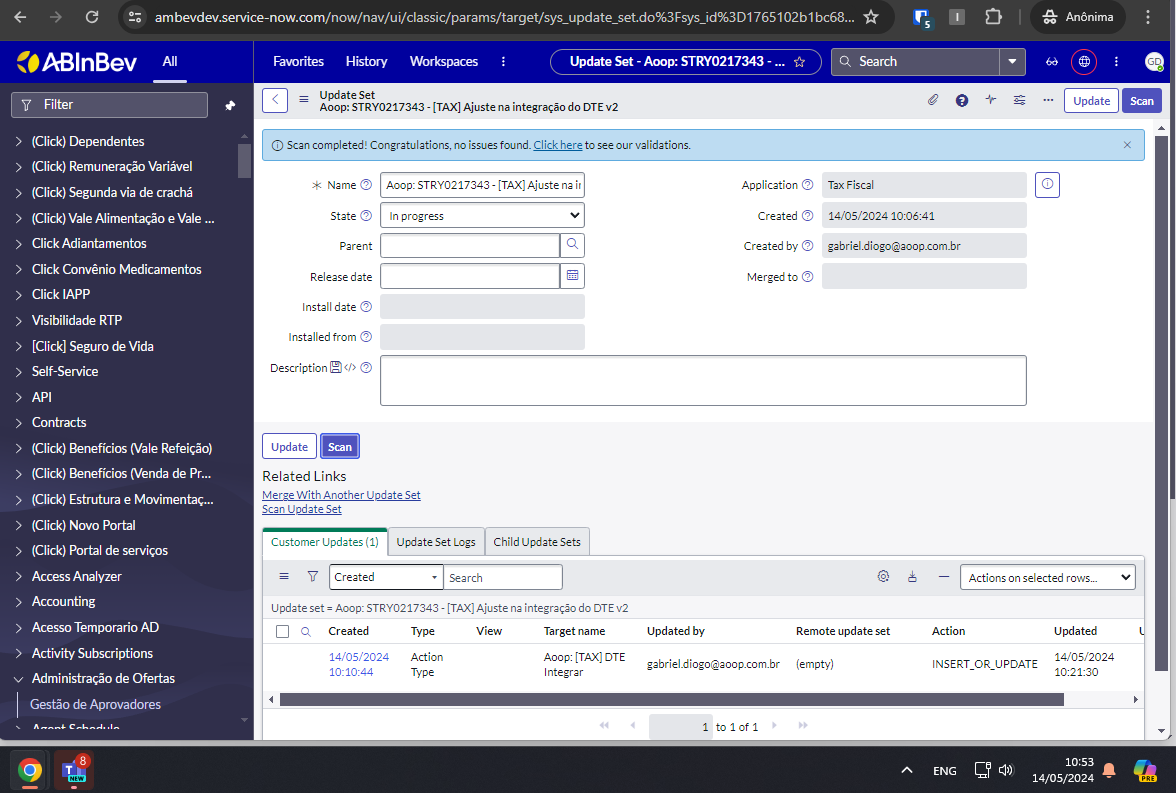 ambevdev.service-now.com/now/nav/ui/classic/params/target/sys_update_set.do%3Fsys_id%3D1765102b1bc68...
5
I
Anônima
ABInBev
All
Favorites
History
Workspaces
Update Set - Aoop: STRY0217343 - ...
Search
GD
Filter
(Click) Dependentes
(Click) Remuneração Variável
(Click) Segunda via de crachá
(Click) Vale Alimentação e Vale ...
Click Adiantamentos
Click Convênio Medicamentos
Click IAPP
Visibilidade RTP
[Click] Seguro de Vida
Self-Service
API
Contracts
(Click) Benefícios (Vale Refeição)
(Click) Benefícios (Venda de Pr...
(Click) Estrutura e Movimentaç...
(Click) Novo Portal
(Click) Portal de serviços
Access Analyzer
Accounting
Acesso Temporario AD
Activity Subscriptions
Administração de Ofertas
Gestão de Aprovadores
Agent Schedule
Update Set
Aoop: STRY0217343 - [TAX] Ajuste na integração do DTE v2
Update
Scan
Scan completed! Congratulations, no issues found. Click here to see our validations.
Name
Aoop: STRY0217343 - [TAX] Ajuste na in
Application
Tax Fiscal
State
In progress
Created
14/05/2024 10:06:41
Parent
Created by
gabriel.diogo@aoop.com.br
Release date
Merged to
Install date
Installed from
Description
Update
Scan
Related Links
Merge With Another Update Set
Scan Update Set
Customer Updates (1)
Update Set Logs
Child Update Sets
Created
Search
Actions on selected rows...
Update set = Aoop: STRY0217343 - [TAX] Ajuste na integração do DTE v2
Created
Type
View
Target name
Updated by
Remote update set
Action
Updated
14/05/2024
10:10:44
Action
Type
Aoop: [TAX] DTE
Integrar
gabriel.diogo@aoop.com.br
(empty)
INSERT_OR_UPDATE
14/05/2024
10:21:30
1 to 1 of 1
8
T
NEW
ENG
10:53
14/05/2024
PRE